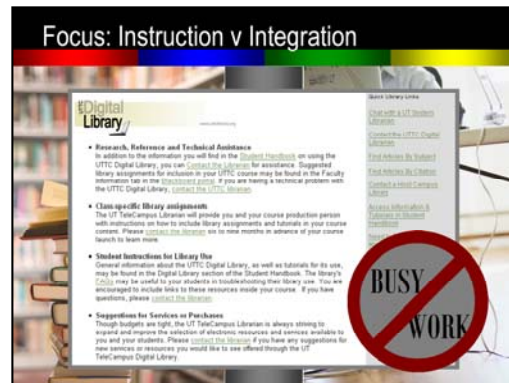 Focus: Instruction v Integration
Digital
Library
Quick Library Links
Chat with a UT Student
Librarian
Contact the UTTC Digital
Librarian
Find Articles By Subject
Find Articles By Citation
Contact a Host Campus
Library
Access Information &
Tutorials in Student
Handbook
• Research, Reference and Technical Assistance
In addition to the information you will find in the Student Handbook on using the
UTTC Digital Library, you can Contact the Librarian for assistance. Suggested
library assignments for inclusion in your UTTC course may be found in the Faculty
information tab in the Blackboard portal. If you are having a technical problem with
the UTTC Digital Library, contact the UTTC librarian.
• Class-specific library assignments
The UT TeleCampus Librarian will provide you and your course production person
with instructions on how to include library assignments and tutorials in your course
content. Please contact the librarian six to nine months in advance of your course
launch to learn more.
• Student Instructions for Library Use
General information about the UTTC Digital Library, as well as tutorials for its use,
may be found in the Digital Library section of the Student Handbook. The library's
FAQs may be useful to your students in troubleshooting their library use. You are
encouraged to include links to these resources inside your course. If you have
questions, please contact the librarian.
• Suggestions for Services or Purchases
Though budgets are tight, the UT TeleCampus Librarian is always striving to
expand and improve the selection of electronic resources and services available to
you and your students. Please contact the librarian if you have any suggestions for
new services or resources you would like to see offered through the UT
TeleCampus Digital Library.
BUSY
WORK